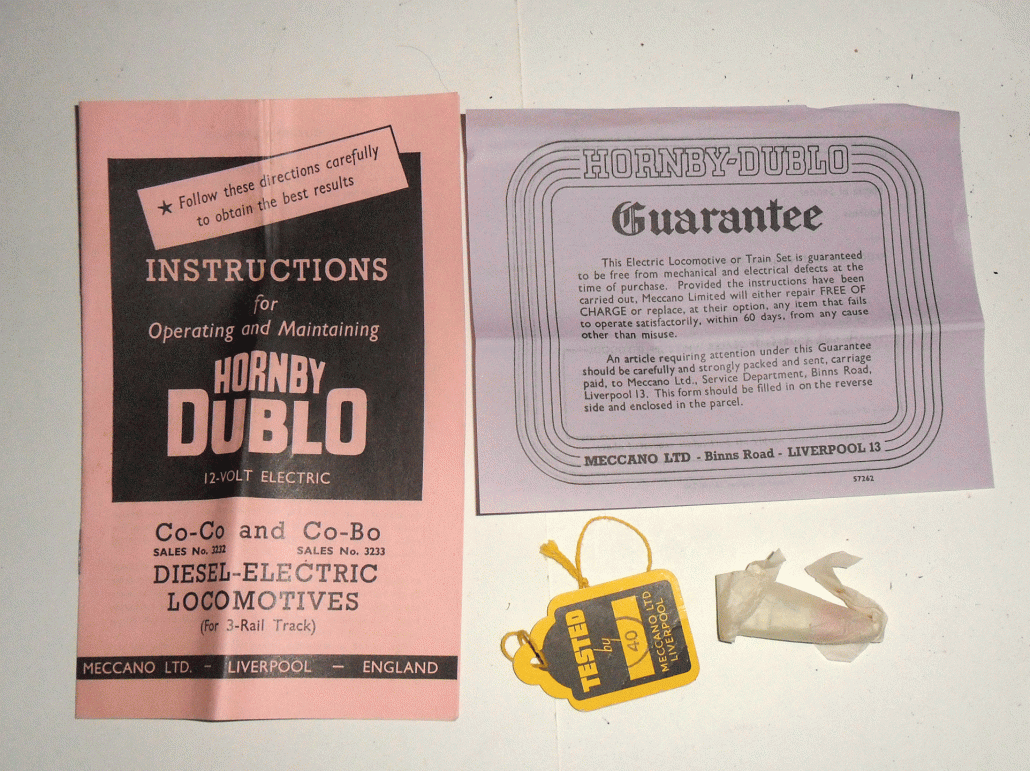 ★ Follow these directions carefully
to obtain the best results
INSTRUCTIONS
for
Operating and Maintaining
HORNBY
DUBLO
12-VOLT ELECTRIC
Co-Co and Co-Bo
SALES No. 3232 SALES No. 3233
DIESEL-ELECTRIC
LOCOMOTIVES
(For 3-Rail Track)
MECCANO LTD. - LIVERPOOL - ENGLAND
HORNBY-DUBLO
Guarantee
This Electric Locomotive or Train Set is guaranteed
to be free from mechanical and electrical defects at the
time of purchase. Provided the instructions have been
carried out, Meccano Limited will either repair FREE OF
CHARGE or replace, at their option, any item that fails
to operate satisfactorily, within 60 days, from any cause
other than misuse.
An article requiring attention under this Guarantee
should be carefully and strongly packed and sent, carriage
paid, to Meccano Ltd., Service Department, Binns Road,
Liverpool 13. This form should be filled in on the reverse
side and enclosed in the parcel.
MECCANO LTD - Binns Road - LIVERPOOL 13
57262
TESTED
by
40
MECCANO LTD
LIVERPOOL